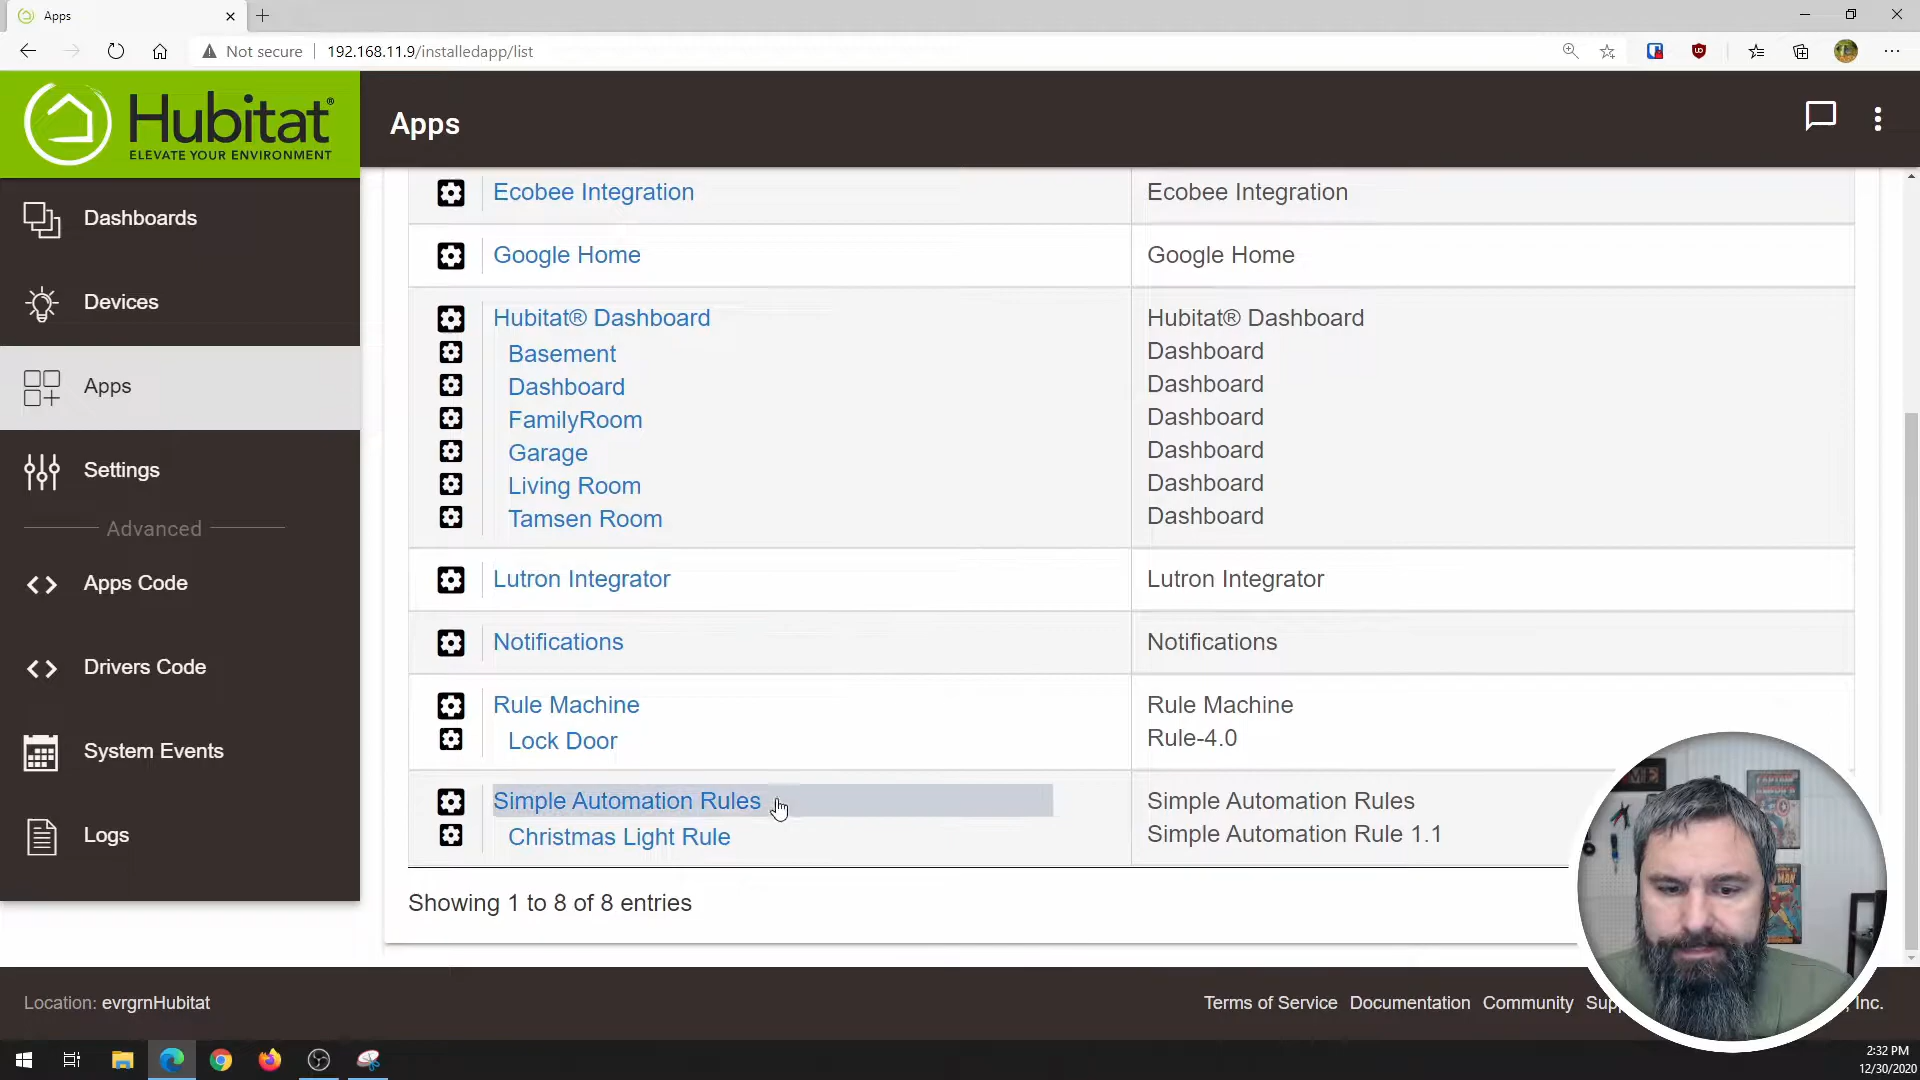 Apps
Not secure
192.168.11.9/installedapp/list
Hubitat®
ELEVATE YOUR ENVIRONMENT
Apps
Dashboards
Devices
Apps
Settings
Advanced
Apps Code
Drivers Code
System Events
Logs
Ecobee Integration Ecobee Integration
Google Home Google Home
Hubitat® Dashboard Hubitat® Dashboard
Basement Dashboard
Dashboard Dashboard
FamilyRoom Dashboard
Garage Dashboard
Living Room Dashboard
Tamsen Room Dashboard
Lutron Integrator Lutron Integrator
Notifications Notifications
Rule Machine Rule Machine
Lock Door Rule-4.0
Simple Automation Rules Simple Automation Rules
Christmas Light Rule Simple Automation Rule 1.1
Showing 1 to 8 of 8 entries
Location: evrgrnHubitat
Terms of Service Documentation Community Inc.
2:32 PM
12/30/2020